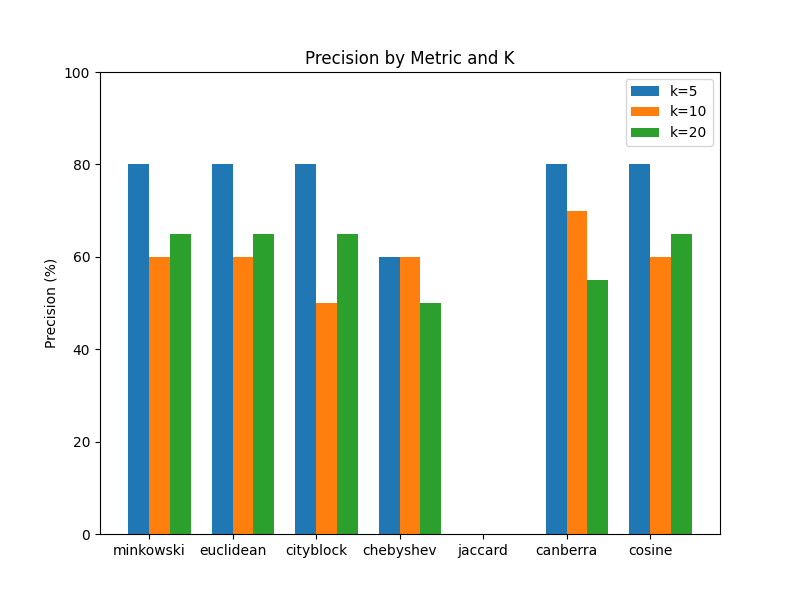 Precision by Metric and K
k=5
k=10
k=20
Precision (%)
100
80
60
40
20
0
minkowski euclidean cityblock chebyshev jaccard canberra cosine